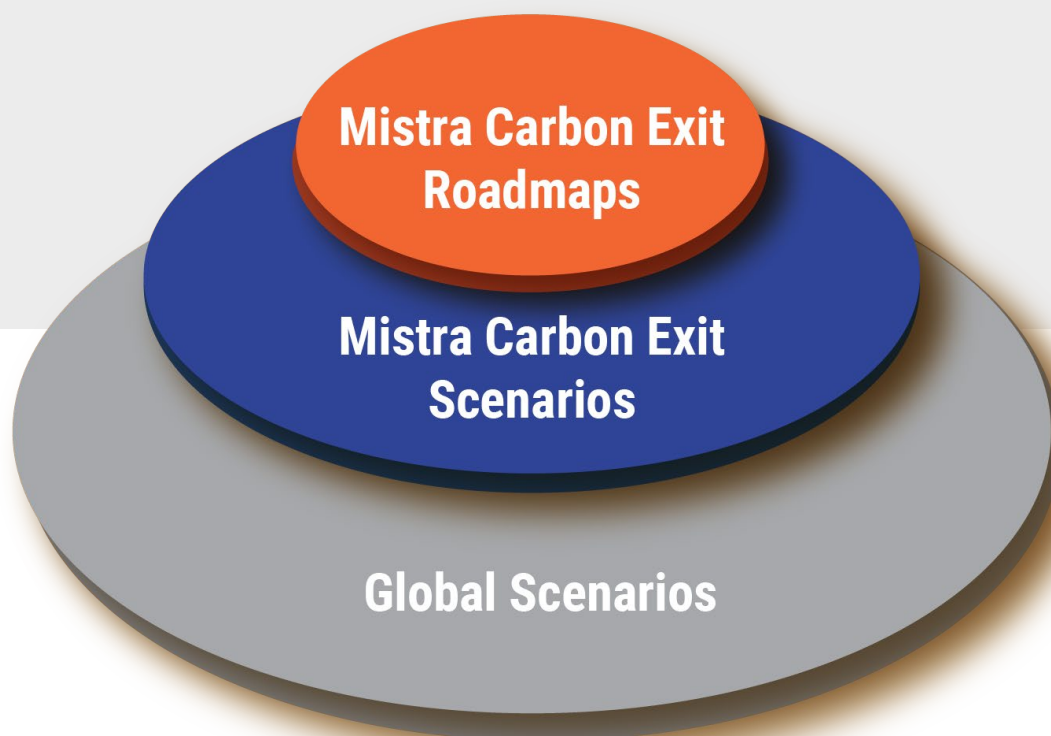 Mistra Carbon Exit
Roadmaps
Mistra Carbon Exit
Scenarios
Global Scenarios